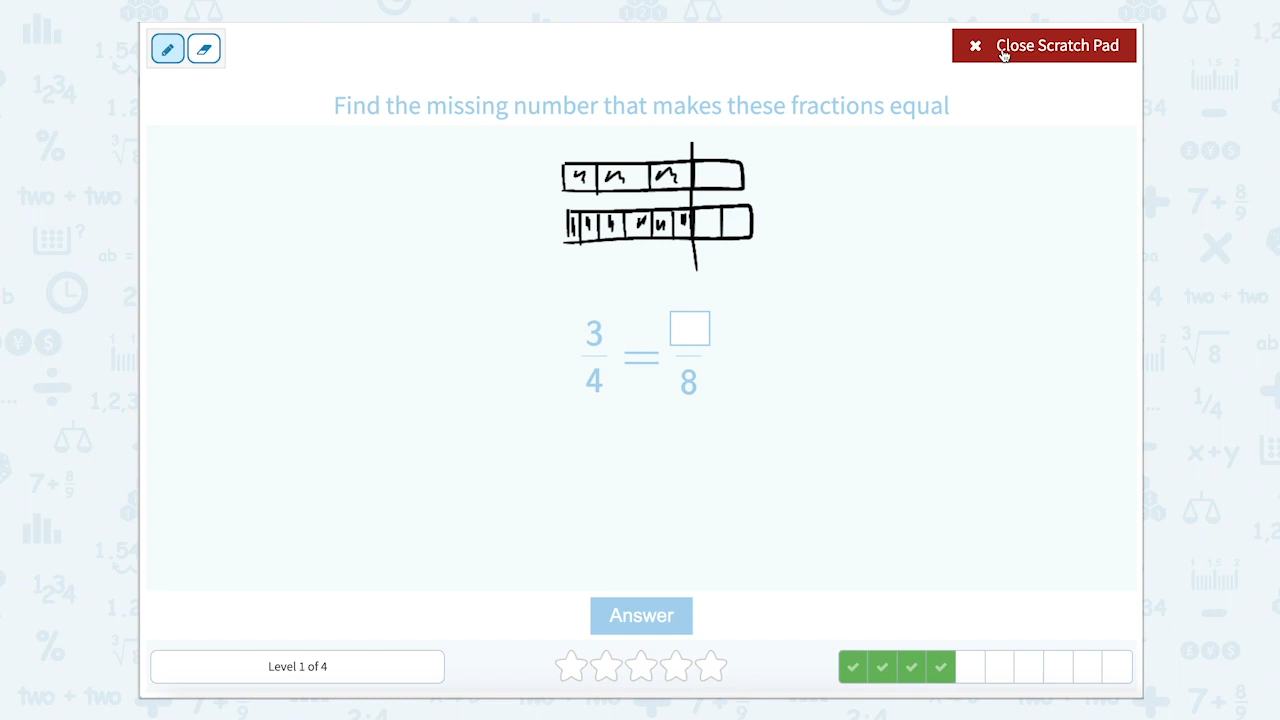 Close Scratch Pad
Find the missing number that makes these fractions equal
3
4
=
8
Answer
Level 1 of 4